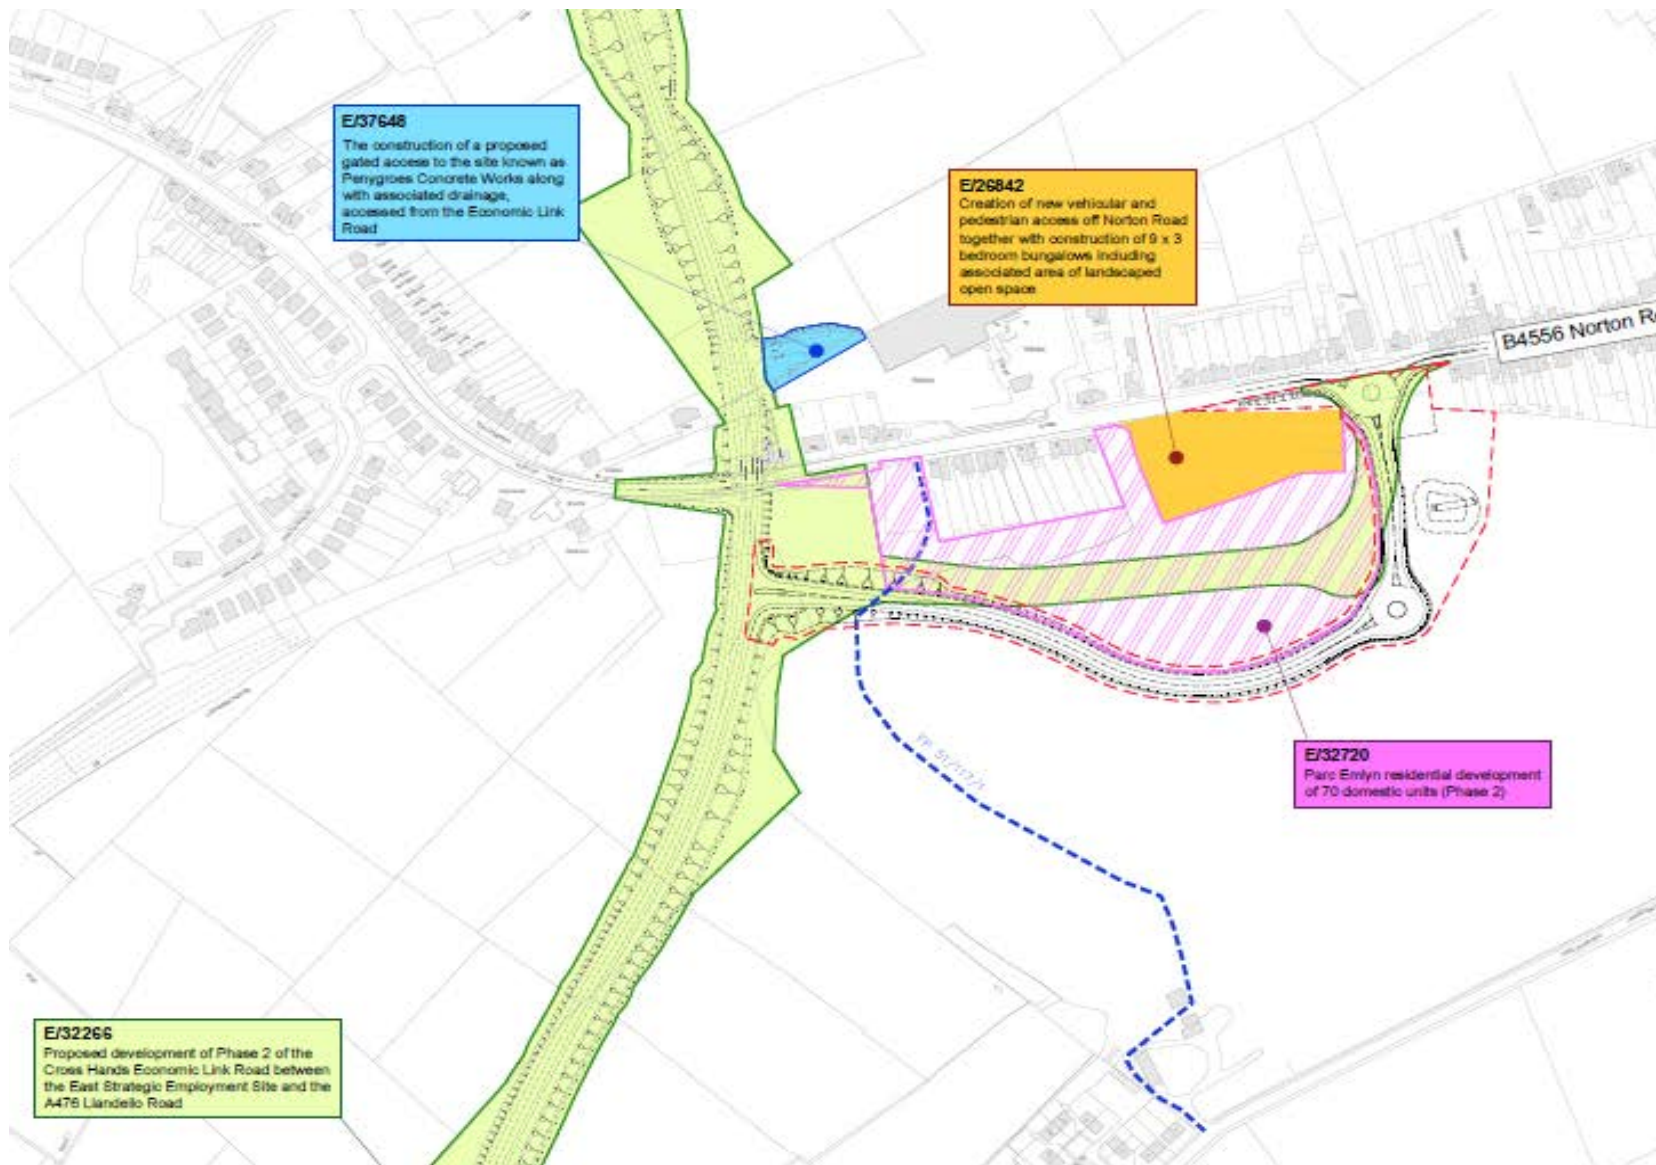 E/37648
The construction of a proposed
gated access to the site known as
Penygroes Concrete Works along
with associated drainage,
accessed from the Economic Link
Road
E/26842
Creation of new vehicular and
pedestrian access off Norton Road
together with construction of 9 x 3
bedroom bungalows including
associated area of landscaped
open space
B4556 Norton R
FP 51/117/1
E/32720
Parc Emlyn residential development
of 70 domestic units (Phase 2)
E/32266
Proposed development of Phase 2 of the
Cross Hands Economic Link Road between
the East Strategic Employment Site and the
A476 Llandeilo Road